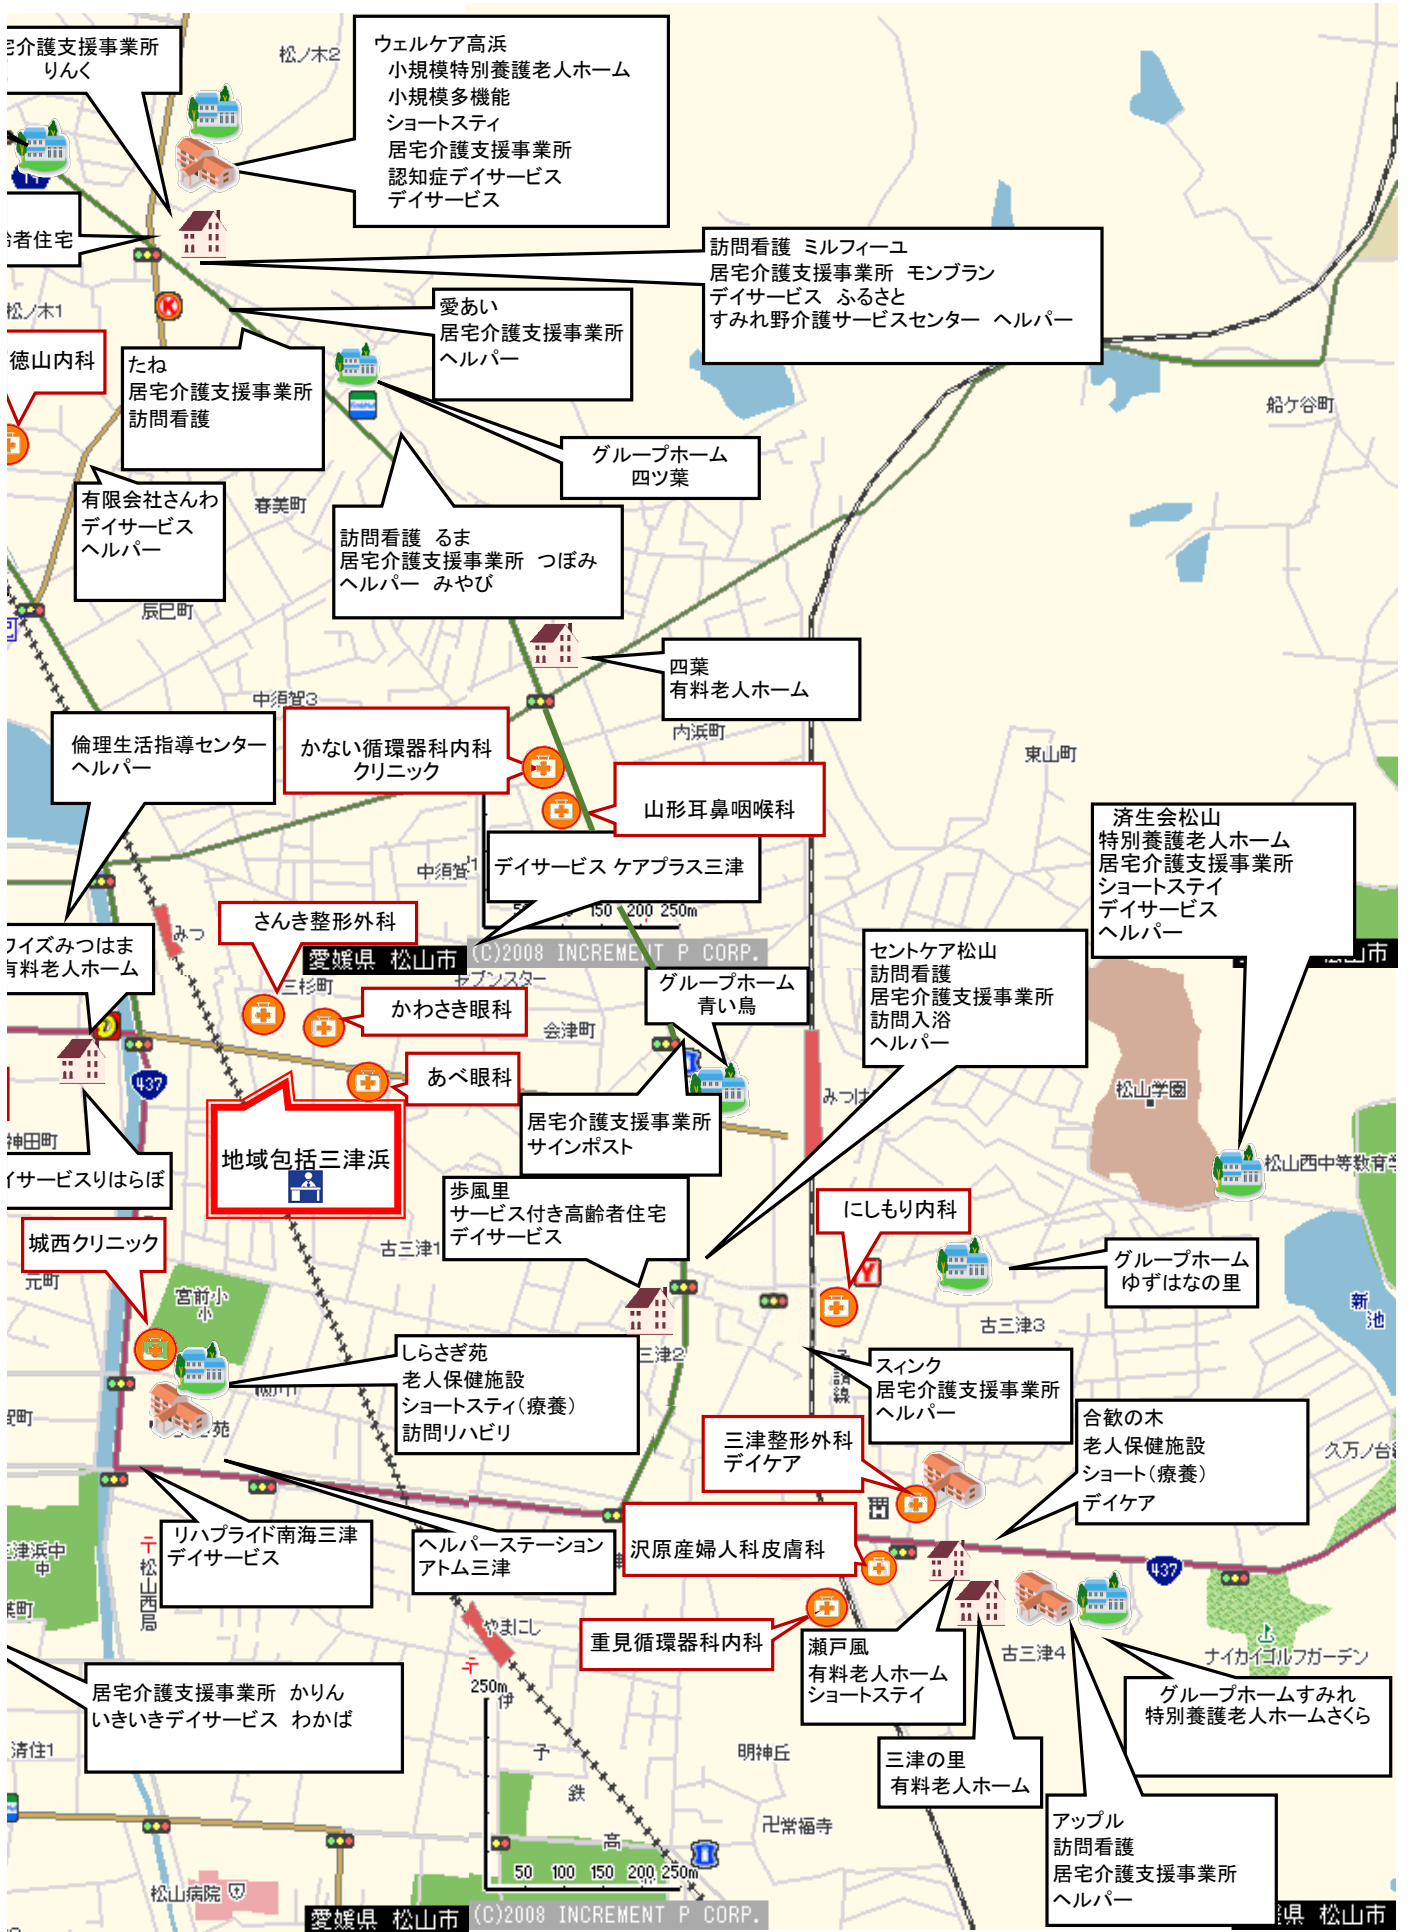 宅介護支援事業所
りんく
松ノ木2
ウェルケア高浜
小規模特別養護老人ホーム
小規模多機能
ショートスティ
居宅介護支援事業所
認知症デイサービス
デイサービス
者住宅
訪問看護 ミルフィーユ
居宅介護支援事業所 モンブラン
デイサービス ふるさと
すみれ野介護サービスセンター ヘルパー
松ノ木1
愛あい
居宅介護支援事業所
ヘルパー
徳山内科
たね
居宅介護支援事業所
訪問看護
船ケ谷町
グループホーム
四ツ葉
有限会社さんわ
デイサービス
ヘルパー
春美町
訪問看護 るま
居宅介護支援事業所 つぼみ
ヘルパー みやび
辰巳町
四葉
有料老人ホーム
中須賀3
内浜町
東山町
倫理生活指導センター
ヘルパー
かない循環器科内科
クリニック
山形耳鼻咽喉科
済生会松山
特別養護老人ホーム
居宅介護支援事業所
ショートステイ
デイサービス
ヘルパー
中須賀1
デイサービス ケアプラス三津
150 200 250m
さんき整形外科
みつ
ワイズみつはま
有料老人ホーム
愛媛県 松山市
(C)2008 INCREMENT P CORP.
松山市
セブンスター
三杉町
グループホーム
青い鳥
セントケア松山
訪問看護
居宅介護支援事業所
訪問入浴
ヘルパー
かわさき眼科
会津町
437
あべ眼科
松山学園
みつは
神田町
居宅介護支援事業所
サインポスト
地域包括三津浜
イサービスりはらぼ
松山西中等教育学
歩風里
サービス付き高齢者住宅
デイサービス
にしもり内科
城西クリニック
古三津1
グループホーム
ゆずはなの里
元町
宮前小
小
新
池
古三津3
しらさぎ苑
老人保健施設
ショートスティ(療養)
訪問リハビリ
三津2
スィンク
居宅介護支援事業所
ヘルパー
苑
三津整形外科
デイケア
合歓の木
老人保健施設
ショート(療養)
デイケア
久万ノ台
リハプライド南海三津
デイサービス
ヘルパーステーション
アトム三津
沢原産婦人科皮膚科
三津浜中
中
松山西局
437
やまにし
重見循環器科内科
瀬戸風
有料老人ホーム
ショートステイ
古三津4
ナイカイゴルフガーデン
居宅介護支援事業所 かりん
いきいきデイサービス わかば
250m
伊
予
鉄
高
グループホームすみれ
特別養護老人ホームさくら
清住1
明神丘
三津の里
有料老人ホーム
卍常福寺
アップル
訪問看護
居宅介護支援事業所
ヘルパー
50 100 150 200 250m
松山病院
愛媛県 松山市
(C)2008 INCREMENT P CORP.
県 松山市